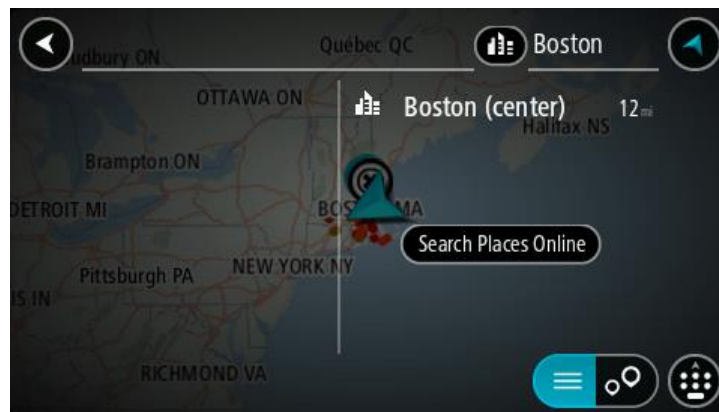 Boston
udbury ON
Québec QC
OTTAWA ON
Boston (center) 12 mi
Halifax NS
Brampton ON
DETROIT MI
BOS MA
Search Places Online
NEW YORK NY
Pittsburgh PA
IS IN
RICHMOND VA